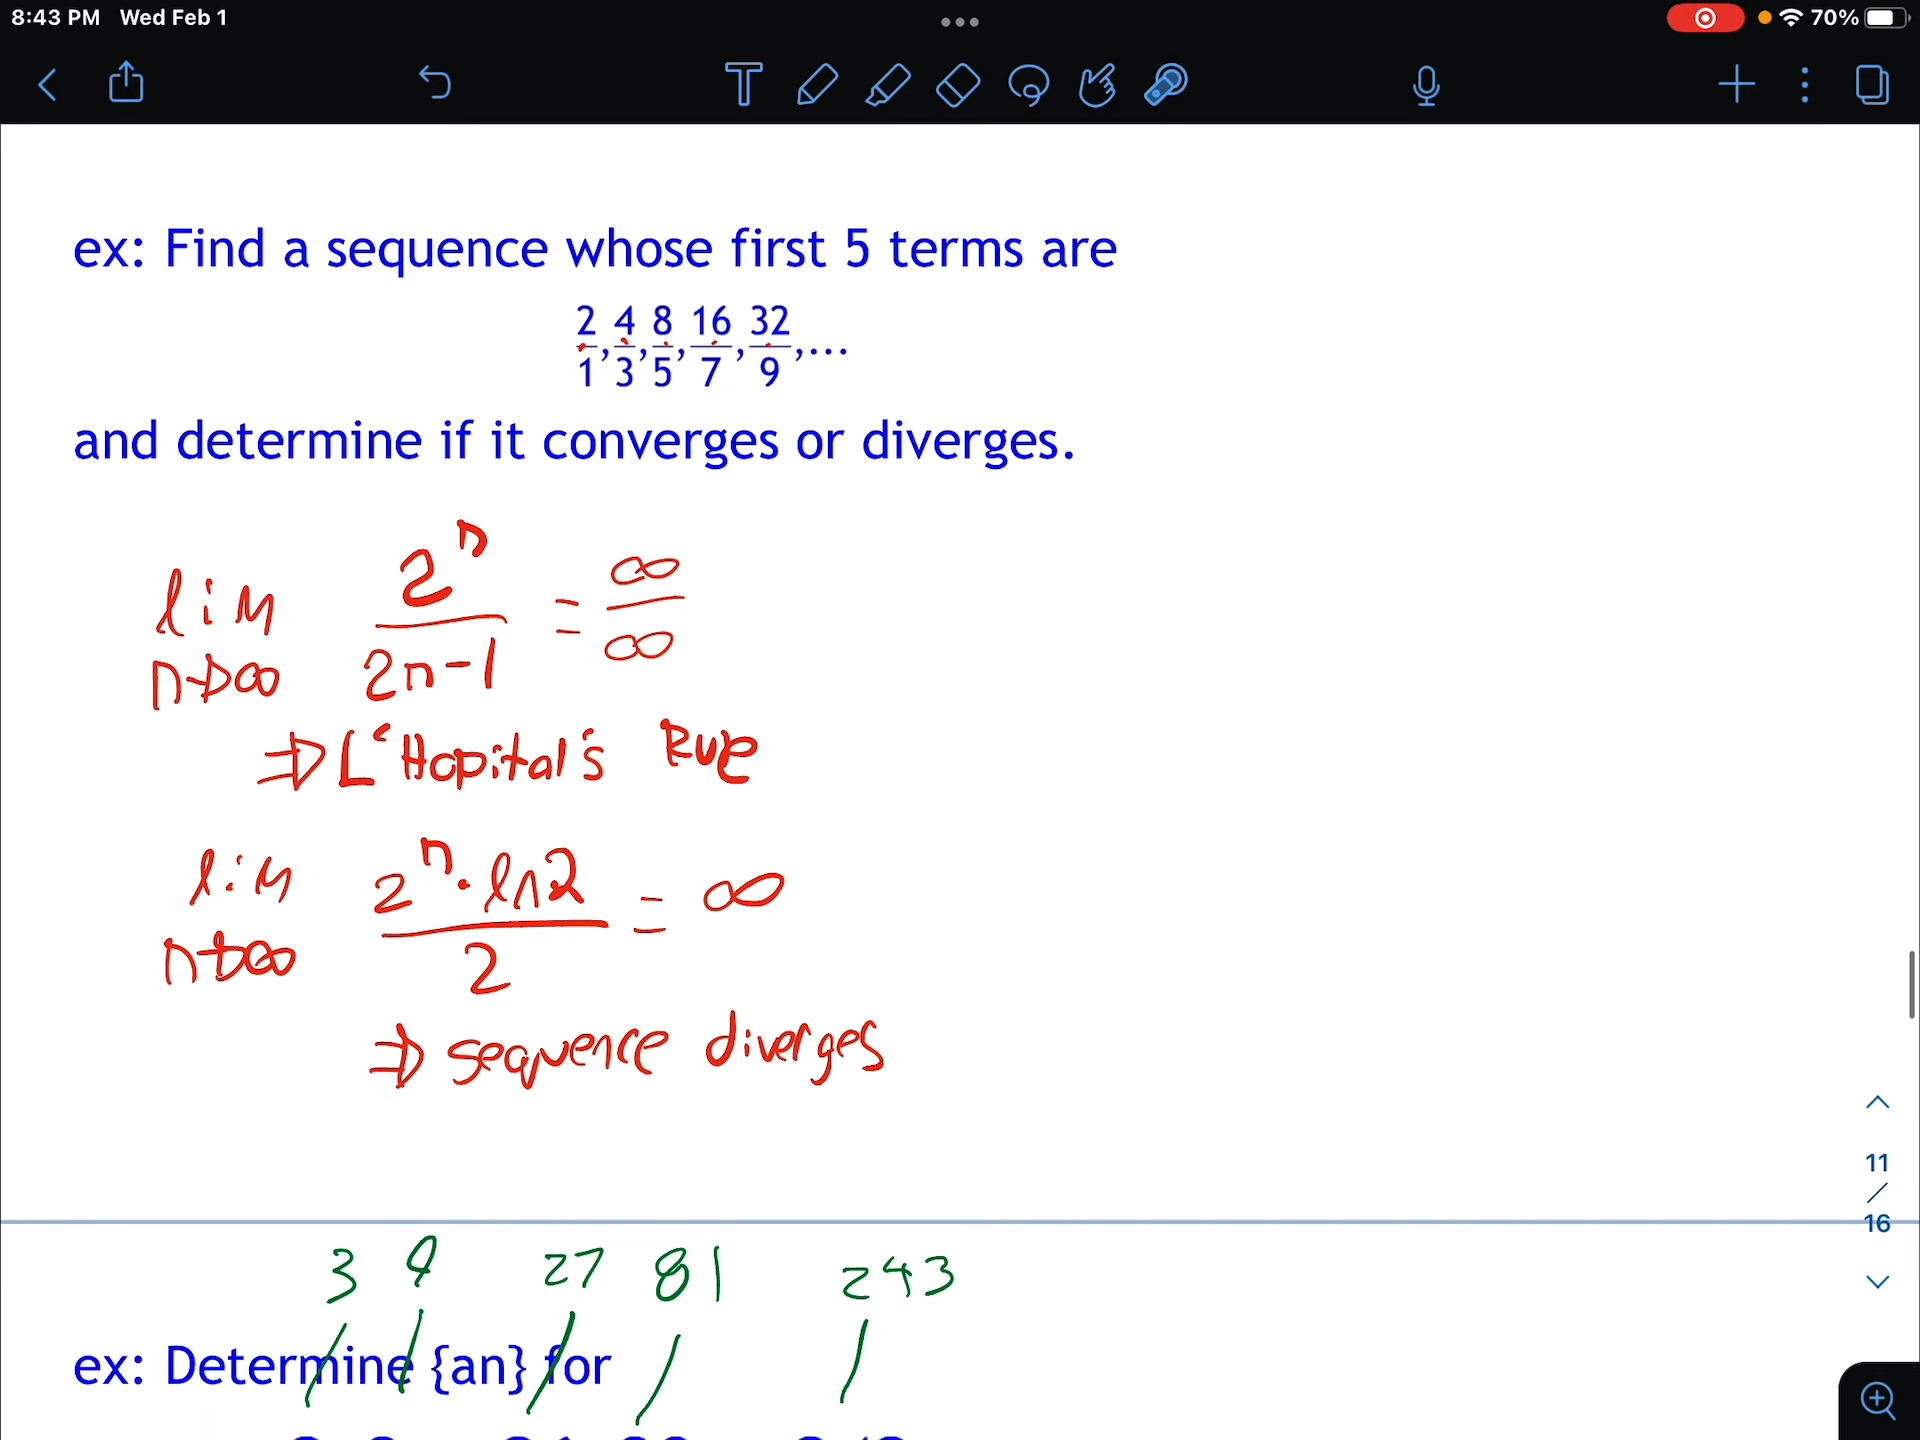 8:43 PM Wed Feb 1
70%
ex: Find a sequence whose first 5 terms are
2/1, 4/3, 8/5, 16/7, 32/9, ...
and determine if it converges or diverges.
lim n→∞ 2^n/(2n-1) = ∞/∞
⇒ L'Hopital's Rule
lim n→∞ (2^n · ln2)/2 = ∞
⇒ sequence diverges
11
/
16
3 9 27 81 243
ex: Determine {an} for